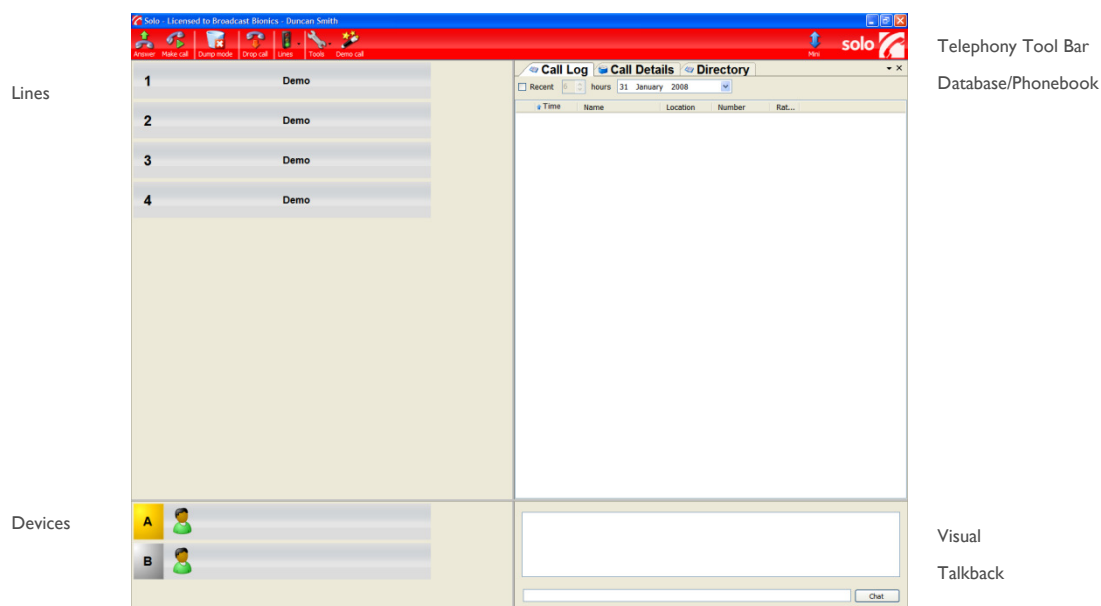 Solo - Licensed to Broadcast Bionics - Duncan Smith
Answer Make call Dump mode Drop call Lines Tools Demo call Mini solo
Telephony Tool Bar
Call Log Call Details Directory
Database/Phonebook
1 Demo
Recent 6 hours 31 January 2008
Lines
Time Name Location Number Rat...
2 Demo
3 Demo
4 Demo
Devices
A
B
Visual
Talkback
Chat